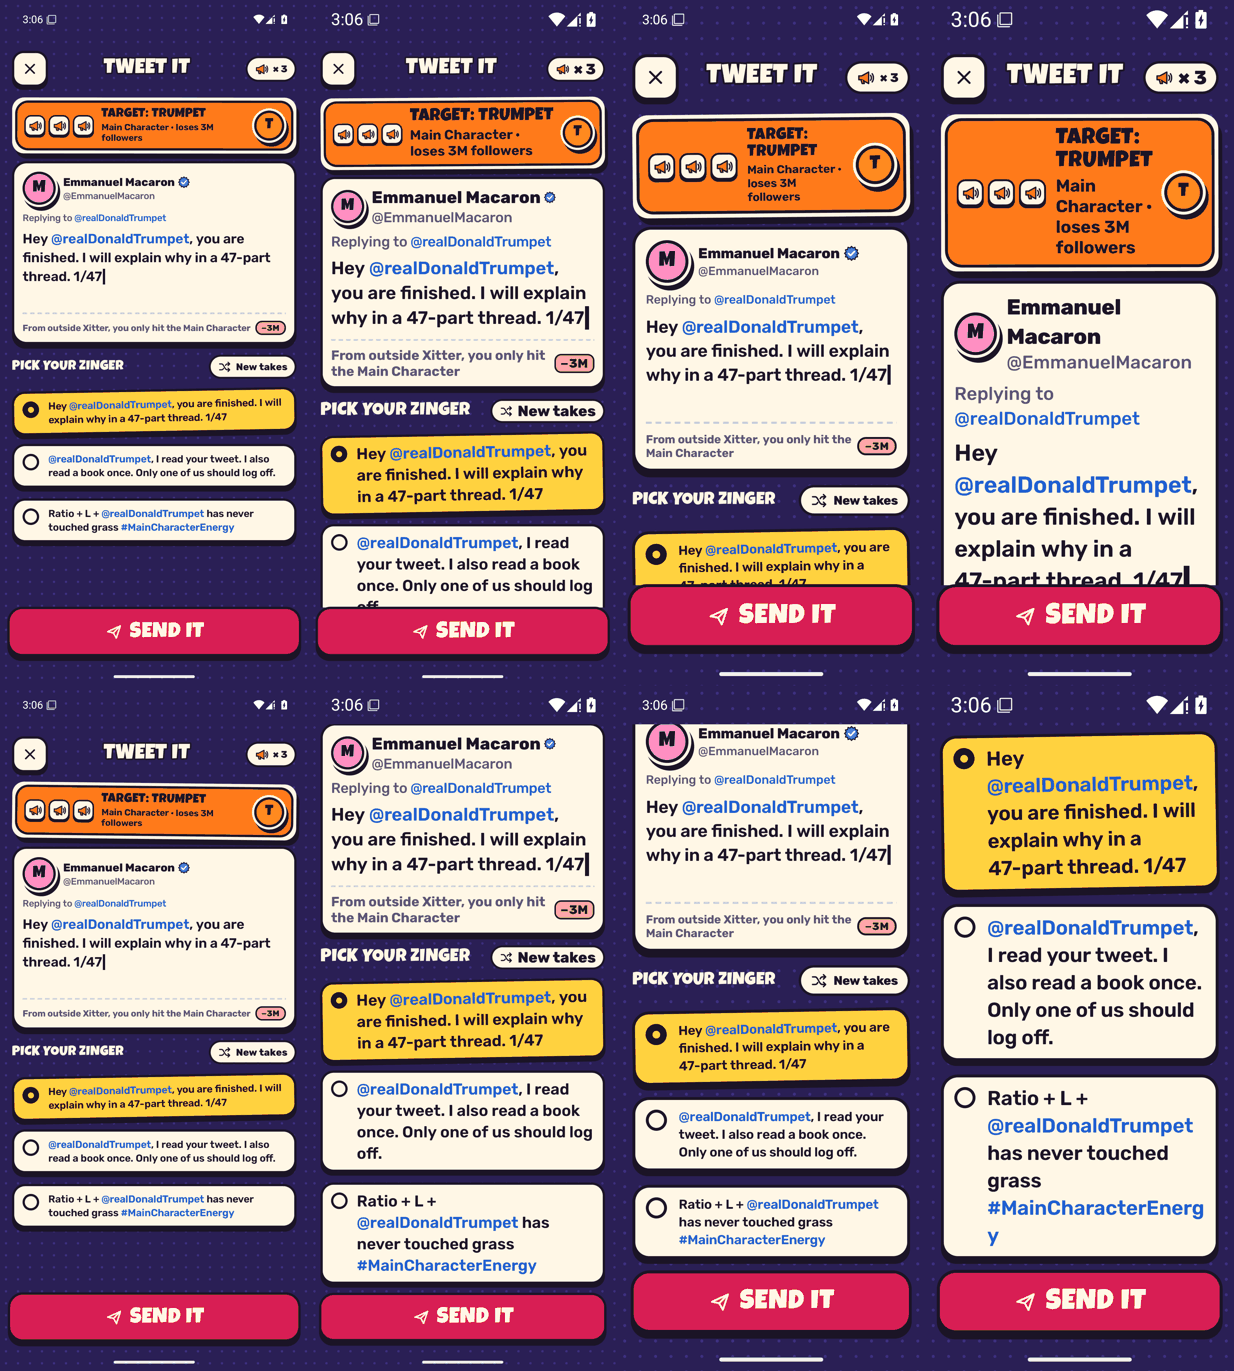 3:06
TWEET IT
× 3
TARGET: TRUMPET
Main Character • loses 3M
followers
T
M
Emmanuel Macaron
@EmmanuelMacaron
Replying to @realDonaldTrumpet
Hey @realDonaldTrumpet, you are
finished. I will explain why in a 47-part
thread. 1/47
From outside Xitter, you only hit the Main Character
−3M
PICK YOUR ZINGER
New takes
Hey @realDonaldTrumpet, you are finished. I will
explain why in a 47-part thread. 1/47
@realDonaldTrumpet, I read your tweet. I also
read a book once. Only one of us should log off.
Ratio + L + @realDonaldTrumpet has never
touched grass #MainCharacterEnergy
SEND IT
3:06
TWEET IT
× 3
TARGET: TRUMPET
Main Character •
loses 3M followers
T
M
Emmanuel Macaron
@EmmanuelMacaron
Replying to @realDonaldTrumpet
Hey @realDonaldTrumpet,
you are finished. I will explain
why in a 47-part thread. 1/47
From outside Xitter, you only hit
the Main Character
−3M
PICK YOUR ZINGER
New takes
Hey @realDonaldTrumpet, you
are finished. I will explain why
in a 47-part thread. 1/47
@realDonaldTrumpet, I read
your tweet. I also read a book
once. Only one of us should log
off.
SEND IT
3:06
TWEET IT
× 3
TARGET:
TRUMPET
Main Character •
loses 3M
followers
T
M
Emmanuel Macaron
@EmmanuelMacaron
Replying to @realDonaldTrumpet
Hey @realDonaldTrumpet,
you are finished. I will explain
why in a 47-part thread. 1/47
From outside Xitter, you only hit the
Main Character
−3M
PICK YOUR ZINGER
New takes
Hey @realDonaldTrumpet, you are
finished. I will explain why in a
47-part thread. 1/47
SEND IT
3:06
TWEET IT
× 3
TARGET:
TRUMPET
Main
Character •
loses 3M
followers
T
M
Emmanuel
Macaron
@EmmanuelMacaron
Replying to
@realDonaldTrumpet
Hey
@realDonaldTrumpet,
you are finished. I will
explain why in a
47-part thread. 1/47
SEND IT
3:06
TWEET IT
× 3
TARGET: TRUMPET
Main Character • loses 3M
followers
T
M
Emmanuel Macaron
@EmmanuelMacaron
Replying to @realDonaldTrumpet
Hey @realDonaldTrumpet, you are
finished. I will explain why in a 47-part
thread. 1/47
From outside Xitter, you only hit the Main Character
−3M
PICK YOUR ZINGER
New takes
Hey @realDonaldTrumpet, you are finished. I will
explain why in a 47-part thread. 1/47
@realDonaldTrumpet, I read your tweet. I also
read a book once. Only one of us should log off.
Ratio + L + @realDonaldTrumpet has never
touched grass #MainCharacterEnergy
SEND IT
3:06
M
Emmanuel Macaron
@EmmanuelMacaron
Replying to @realDonaldTrumpet
Hey @realDonaldTrumpet,
you are finished. I will explain
why in a 47-part thread. 1/47
From outside Xitter, you only hit
the Main Character
−3M
PICK YOUR ZINGER
New takes
Hey @realDonaldTrumpet, you
are finished. I will explain why
in a 47-part thread. 1/47
@realDonaldTrumpet, I read
your tweet. I also read a book
once. Only one of us should log
off.
Ratio + L +
@realDonaldTrumpet has
never touched grass
#MainCharacterEnergy
SEND IT
3:06
M
Emmanuel Macaron
@EmmanuelMacaron
Replying to @realDonaldTrumpet
Hey @realDonaldTrumpet,
you are finished. I will explain
why in a 47-part thread. 1/47
From outside Xitter, you only hit the
Main Character
−3M
PICK YOUR ZINGER
New takes
Hey @realDonaldTrumpet, you are
finished. I will explain why in a
47-part thread. 1/47
@realDonaldTrumpet, I read your
tweet. I also read a book once.
Only one of us should log off.
Ratio + L + @realDonaldTrumpet
has never touched grass
#MainCharacterEnergy
SEND IT
3:06
Hey
@realDonaldTrumpet,
you are finished. I will
explain why in a
47-part thread. 1/47
@realDonaldTrumpet,
I read your tweet. I
also read a book once.
Only one of us should
log off.
Ratio + L +
@realDonaldTrumpet
has never touched
grass
#MainCharacterEnerg
y
SEND IT